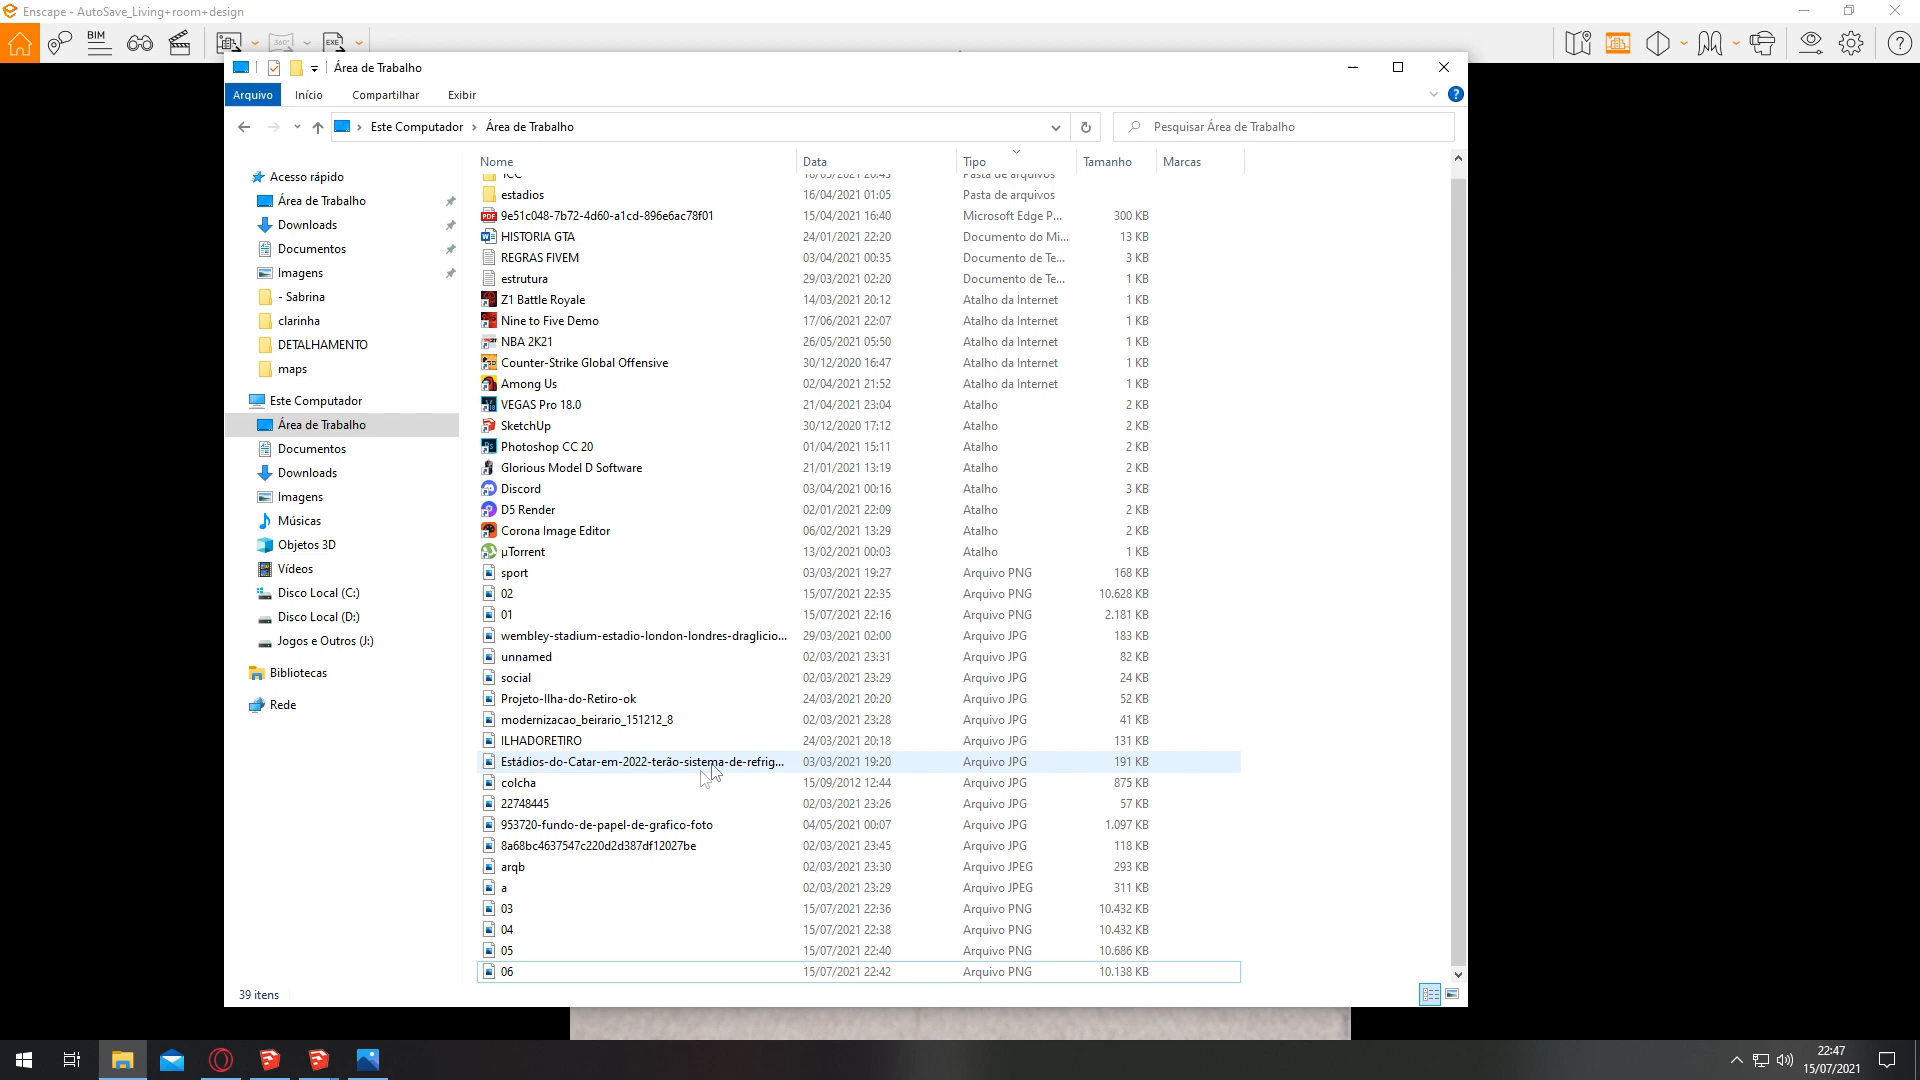 Enscape - AutoSave_Living+room+design
BIM
360°
EXE
Área de Trabalho
Arquivo Início Compartilhar Exibir
Este Computador Área de Trabalho
Pesquisar Área de Trabalho
Nome Data Tipo Tamanho Marcas
Acesso rápido
Área de Trabalho
Downloads
Documentos
Imagens
- Sabrina
clarinha
DETALHAMENTO
maps
Este Computador
Área de Trabalho
Documentos
Downloads
Imagens
Músicas
Objetos 3D
Vídeos
Disco Local (C:)
Disco Local (D:)
Jogos e Outros (J:)
Bibliotecas
Rede
Pasta de arquivos
estadios 16/04/2021 01:05 Pasta de arquivos
9e51c048-7b72-4d60-a1cd-896e6ac78f01 15/04/2021 16:40 Microsoft Edge P... 300 KB
HISTORIA GTA 24/01/2021 22:20 Documento do Mi... 13 KB
REGRAS FIVEM 03/04/2021 00:35 Documento de Te... 3 KB
estrutura 29/03/2021 02:20 Documento de Te... 1 KB
Z1 Battle Royale 14/03/2021 20:12 Atalho da Internet 1 KB
Nine to Five Demo 17/06/2021 22:07 Atalho da Internet 1 KB
NBA 2K21 26/05/2021 05:50 Atalho da Internet 1 KB
Counter-Strike Global Offensive 30/12/2020 16:47 Atalho da Internet 1 KB
Among Us 02/04/2021 21:52 Atalho da Internet 1 KB
VEGAS Pro 18.0 21/04/2021 23:04 Atalho 2 KB
SketchUp 30/12/2020 17:12 Atalho 2 KB
Photoshop CC 20 01/04/2021 15:11 Atalho 2 KB
Glorious Model D Software 21/01/2021 13:19 Atalho 2 KB
Discord 03/04/2021 00:16 Atalho 3 KB
D5 Render 02/01/2021 22:09 Atalho 2 KB
Corona Image Editor 06/02/2021 13:29 Atalho 2 KB
µTorrent 13/02/2021 00:03 Atalho 1 KB
sport 03/03/2021 19:27 Arquivo PNG 168 KB
02 15/07/2021 22:35 Arquivo PNG 10.628 KB
01 15/07/2021 22:16 Arquivo PNG 2.181 KB
wembley-stadium-estadio-london-londres-draglicio... 29/03/2021 02:00 Arquivo JPG 183 KB
unnamed 02/03/2021 23:31 Arquivo JPG 82 KB
social 02/03/2021 23:29 Arquivo JPG 24 KB
Projeto-Ilha-do-Retiro-ok 24/03/2021 20:20 Arquivo JPG 52 KB
modernizacao_beirario_151212_8 02/03/2021 23:28 Arquivo JPG 41 KB
ILHADORETIRO 24/03/2021 20:18 Arquivo JPG 131 KB
Estádios-do-Catar-em-2022-terão-sistema-de-refrig... 03/03/2021 19:20 Arquivo JPG 191 KB
colcha 15/09/2012 12:44 Arquivo JPG 875 KB
22748445 02/03/2021 23:26 Arquivo JPG 57 KB
953720-fundo-de-papel-de-grafico-foto 04/05/2021 00:07 Arquivo JPG 1.097 KB
8a68bc4637547c220d2d387df12027be 02/03/2021 23:45 Arquivo JPG 118 KB
arqb 02/03/2021 23:30 Arquivo JPEG 293 KB
a 02/03/2021 23:29 Arquivo JPEG 311 KB
03 15/07/2021 22:36 Arquivo PNG 10.432 KB
04 15/07/2021 22:38 Arquivo PNG 10.432 KB
05 15/07/2021 22:40 Arquivo PNG 10.686 KB
06 15/07/2021 22:42 Arquivo PNG 10.138 KB
39 itens
22:47
15/07/2021